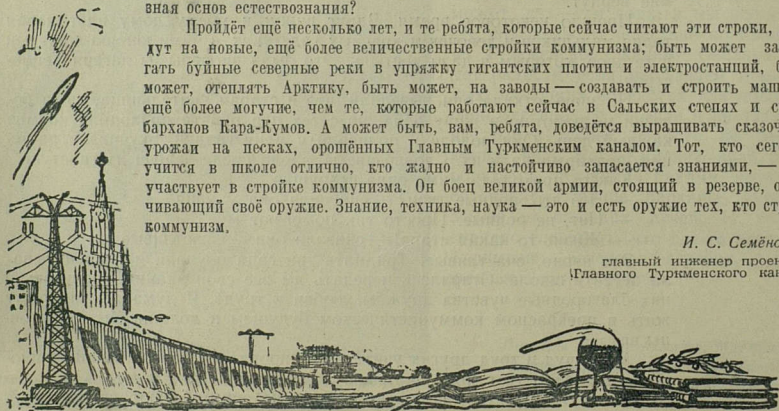 зная основ естествознания?
Пройдёт ещё несколько лет, и те ребята, которые сейчас читают эти строки,
дут на новые, ещё более величественные стройки коммунизма; быть может за
гать буйные северные реки в упряжку гигантских плотин и электростанций,
может, отеплять Арктику, быть может, на заводы — создавать и строить маш
ещё более могучие, чем те, которые работают сейчас в Сальских степях и с
барханов Кара-Кумов. А может быть, вам, ребята, доведётся выращивать сказоч
урожаи на песках, орошённых Главным Туркменским каналом. Тот, кто сег
учится в школе отлично, кто жадно и настойчиво запасается знаниями, —
участвует в стройке коммунизма. Он боец великой армии, стоящий в резерве, о
чивающий своё оружие. Знание, техника, наука — это и есть оружие тех, кто ст
коммунизм.
И. С. Семёно
главный инженер проек
Главного Туркменского кан